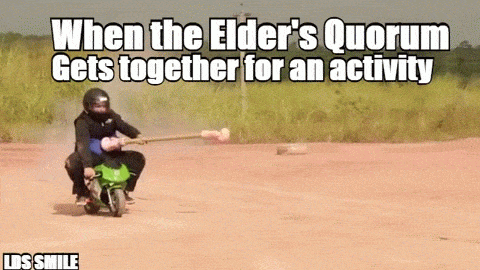 When the Elder's Quorum
Gets together for an activity
LDS SMILE